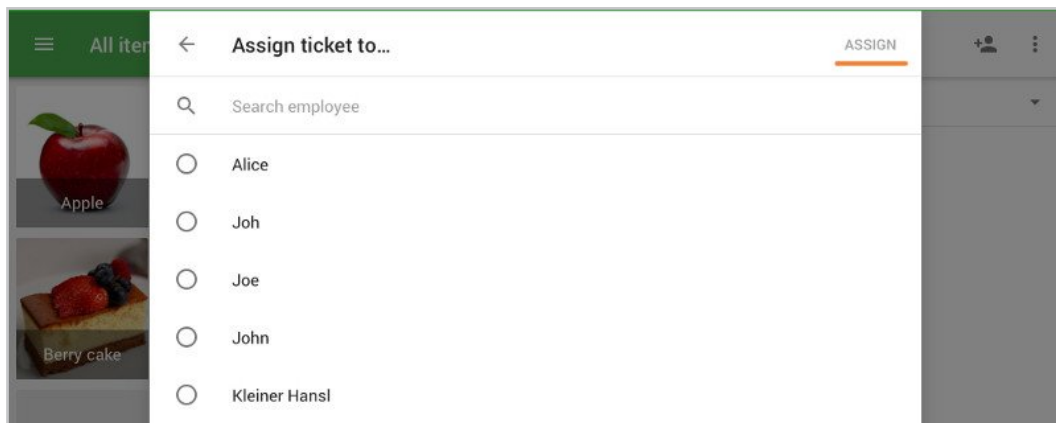 All iter
Assign ticket to...
ASSIGN
Search employee
Alice
Apple
Joh
Joe
John
Berry cake
Kleiner Hansl